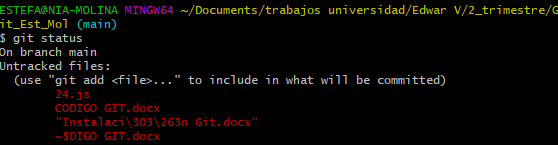 ESTEFA@NIA-MOLINA MINGW64 ~/Documents/trabajos universidad/Edwar V/2_trimestre/G
it_Est_Mol (main)
$ git status
On branch main
Untracked files:
  (use "git add <file>..." to include in what will be committed)
        24.js
        CODIGO GIT.docx
        "Instalaci\303\263n Git.docx"
        ~$DIGO GIT.docx